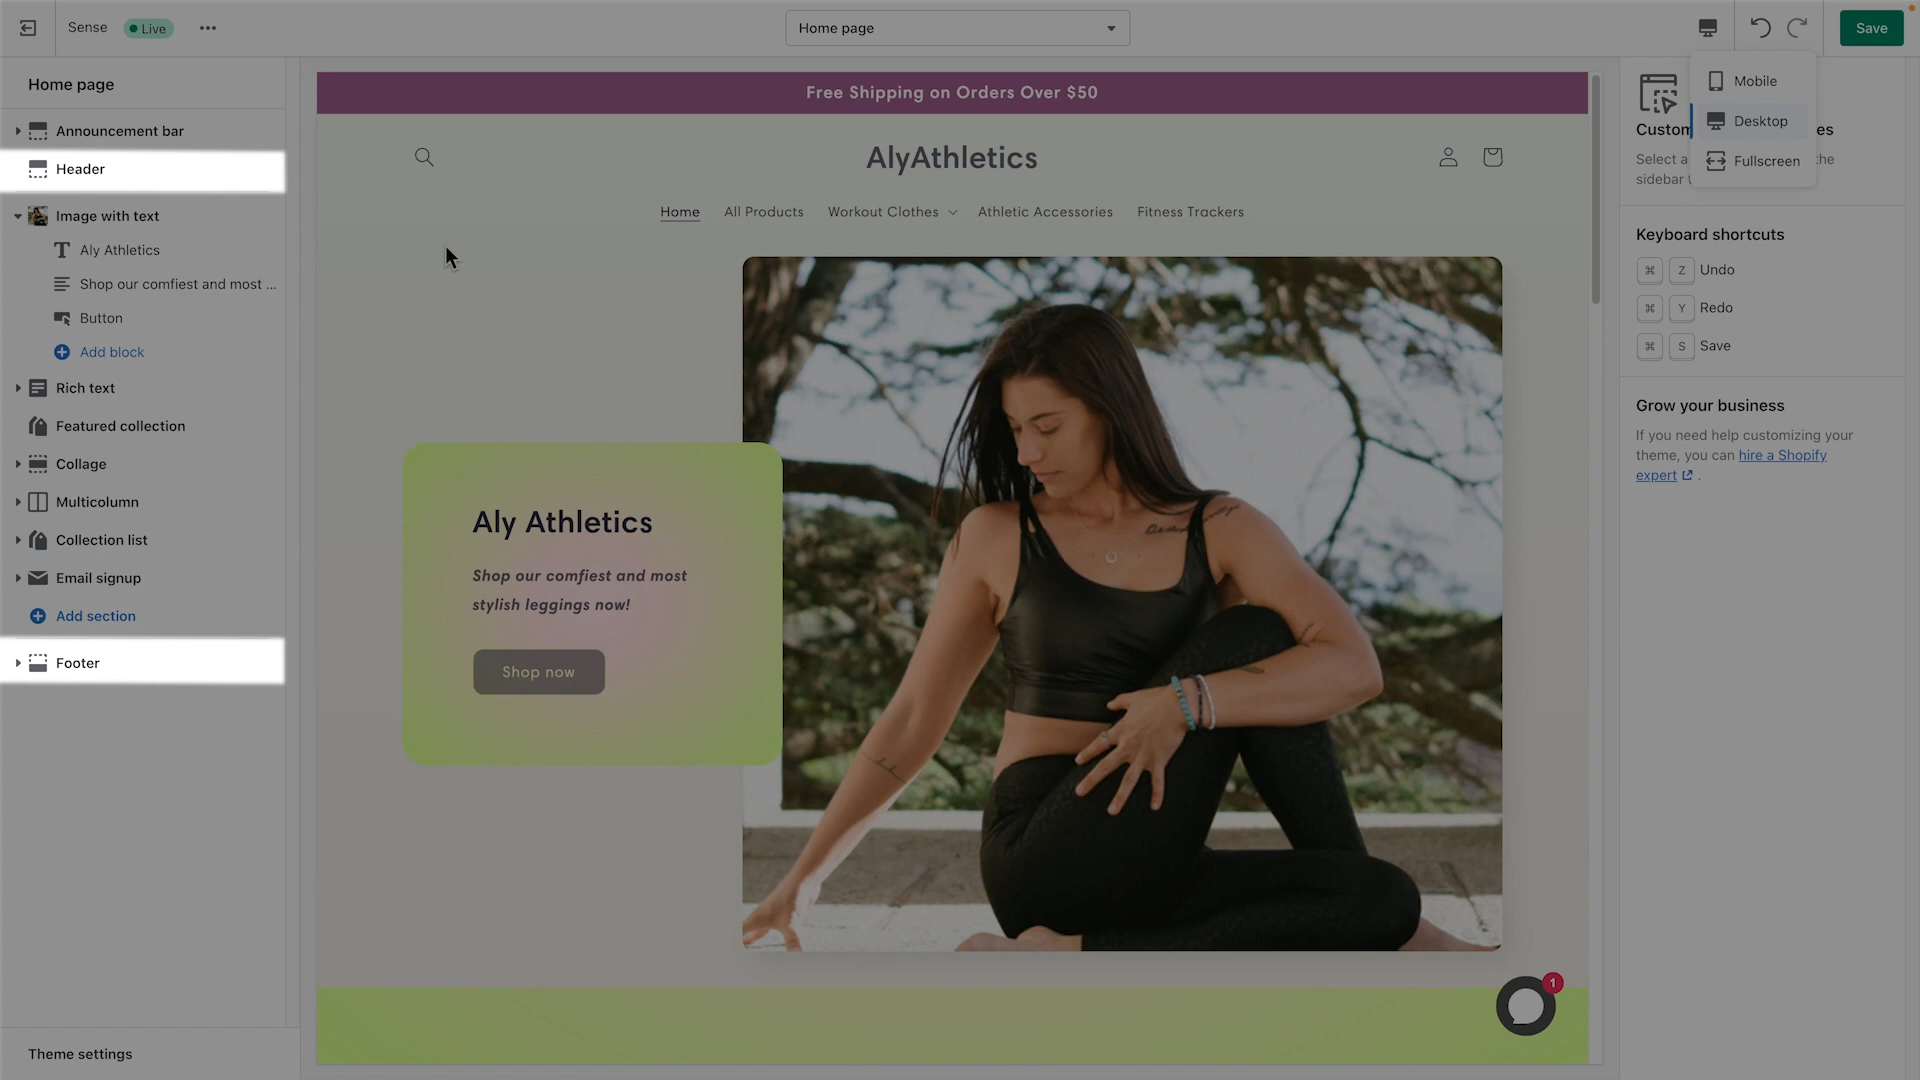 Sense
Live
Home page
Save
Home page
Announcement bar
Header
Image with text
Aly Athletics
Shop our comfiest and most ...
Button
Add block
Rich text
Featured collection
Collage
Multicolumn
Collection list
Email signup
Add section
Footer
Theme settings
Free Shipping on Orders Over $50
AlyAthletics
Home All Products Workout Clothes Athletic Accessories Fitness Trackers
Aly Athletics
Shop our comfiest and most
stylish leggings now!
Shop now
1
Mobile
Desktop
Fullscreen
Custom es
Select a the
sidebar
Keyboard shortcuts
⌘ Z Undo
⌘ Y Redo
⌘ S Save
Grow your business
If you need help customizing your
theme, you can hire a Shopify
expert .